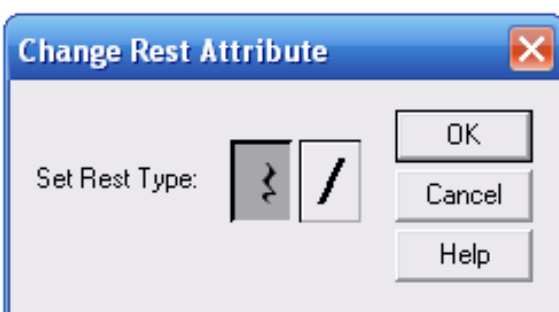 Change Rest Attribute
Set Rest Type:
OK
Cancel
Help